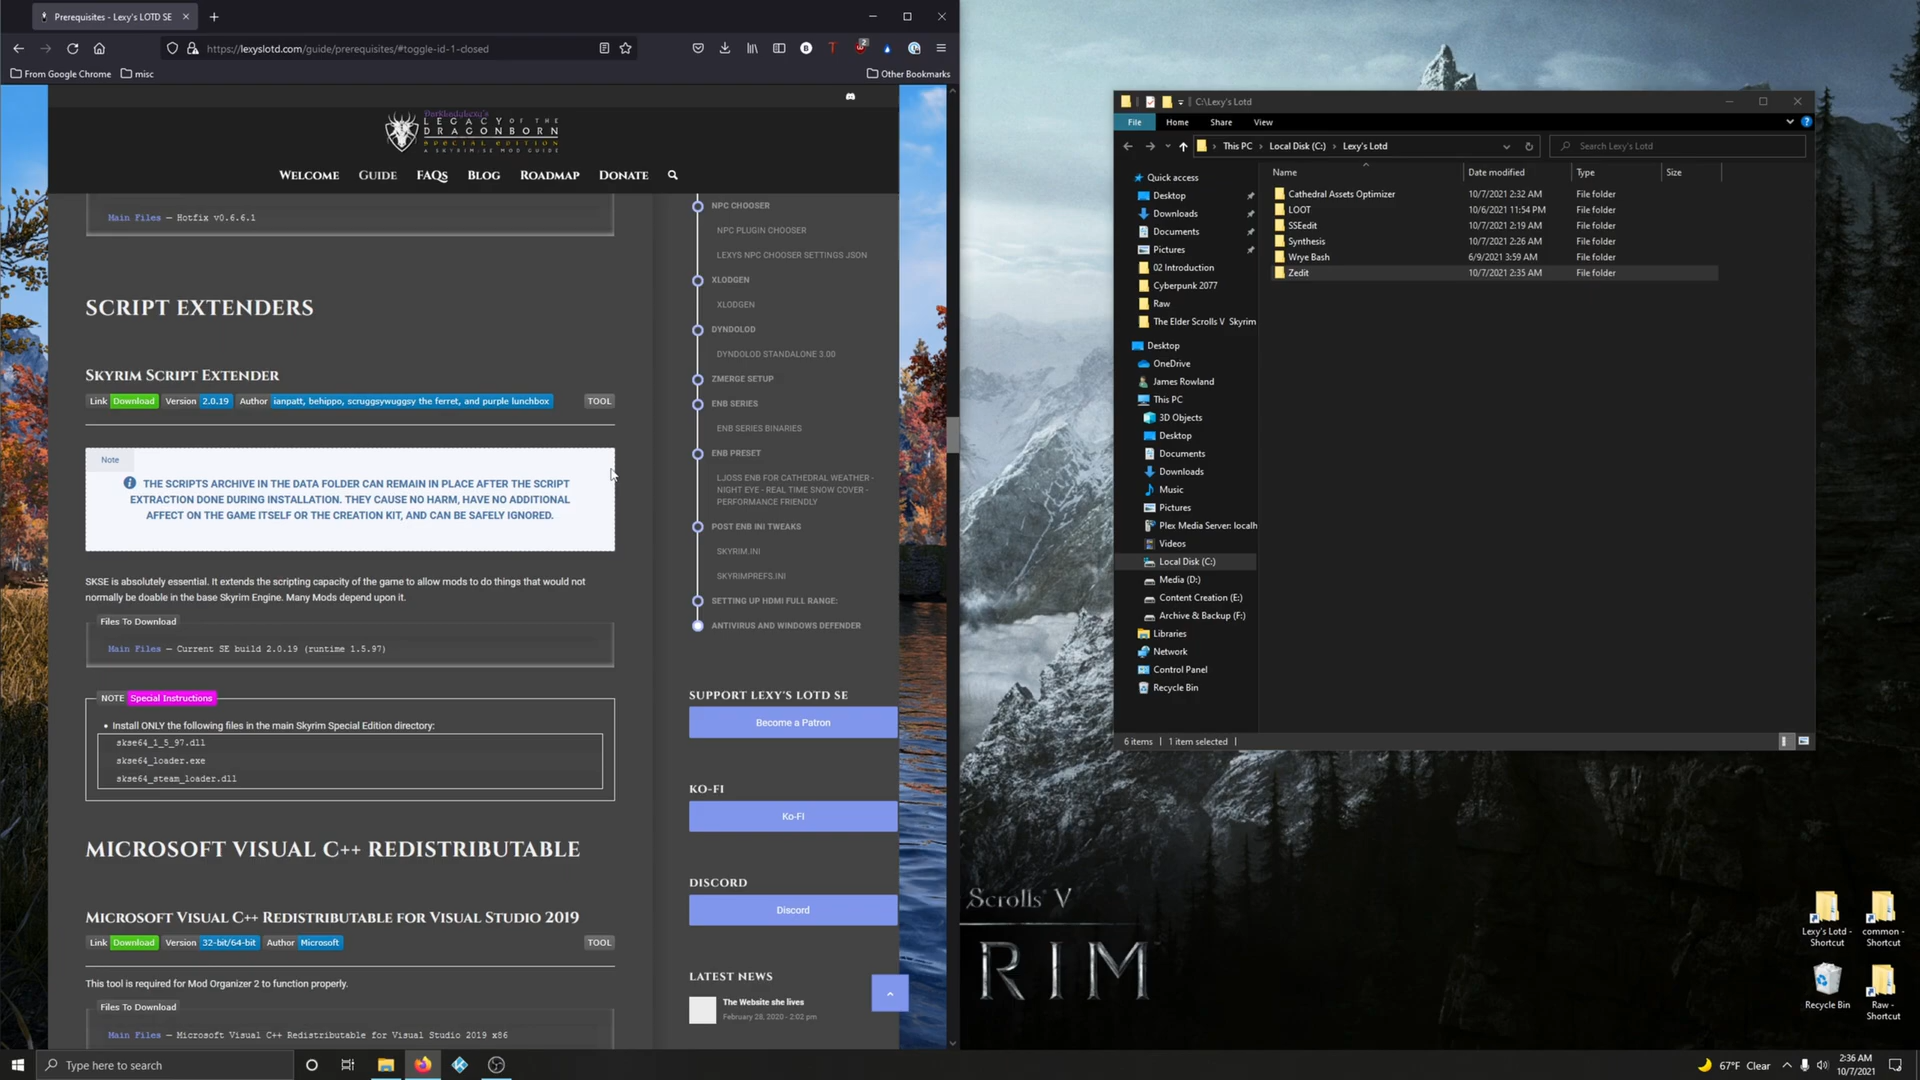 Prerequisites - Lexy's LOTD SE
https://lexyslotd.com/guide/prerequisites/#toggle-id-1-closed
From Google Chrome
misc
Other Bookmarks
DarkladyLexy's
LEGACY OF THE
DRAGONBORN
SPECIAL EDITION
A SKYRIM:SE MOD GUIDE
WELCOME
GUIDE
FAQS
BLOG
ROADMAP
DONATE
Main Files – Hotfix v0.6.6.1
SCRIPT EXTENDERS
SKYRIM SCRIPT EXTENDER
Link Download Version 2.0.19 Author ianpatt, behippo, scruggsywuggsy the ferret, and purple lunchbox TOOL
Note
THE SCRIPTS ARCHIVE IN THE DATA FOLDER CAN REMAIN IN PLACE AFTER THE SCRIPT
EXTRACTION DONE DURING INSTALLATION. THEY CAUSE NO HARM, HAVE NO ADDITIONAL
AFFECT ON THE GAME ITSELF OR THE CREATION KIT, AND CAN BE SAFELY IGNORED.
SKSE is absolutely essential. It extends the scripting capacity of the game to allow mods to do things that would not
normally be doable in the base Skyrim Engine. Many Mods depend upon it.
Files To Download
Main Files – Current SE build 2.0.19 (runtime 1.5.97)
NOTE Special Instructions
• Install ONLY the following files in the main Skyrim Special Edition directory:
skse64_1_5_97.dll
skse64_loader.exe
skse64_steam_loader.dll
MICROSOFT VISUAL C++ REDISTRIBUTABLE
MICROSOFT VISUAL C++ REDISTRIBUTABLE FOR VISUAL STUDIO 2019
Link Download Version 32-bit/64-bit Author Microsoft TOOL
This tool is required for Mod Organizer 2 to function properly.
Files To Download
Main Files – Microsoft Visual C++ Redistributable for Visual Studio 2019 x86
NPC CHOOSER
NPC PLUGIN CHOOSER
LEXYS NPC CHOOSER SETTINGS JSON
XLODGEN
XLODGEN
DYNDOLOD
DYNDOLOD STANDALONE 3.00
ZMERGE SETUP
ENB SERIES
ENB SERIES BINARIES
ENB PRESET
LJGSS ENB FOR CATHEDRAL WEATHER -
NIGHT EYE - REAL TIME SNOW COVER -
PERFORMANCE FRIENDLY
POST ENB INI TWEAKS
SKYRIM.INI
SKYRIMPREFS.INI
SETTING UP HDMI FULL RANGE:
ANTIVIRUS AND WINDOWS DEFENDER
SUPPORT LEXY'S LOTD SE
Become a Patron
KO-FI
Ko-Fi
DISCORD
Discord
LATEST NEWS
The Website she lives
February 28, 2020 - 2:02 pm
C:\Lexy's Lotd
File
Home
Share
View
This PC
Local Disk (C:)
Lexy's Lotd
Search Lexy's Lotd
Name
Date modified
Type
Size
Cathedral Assets Optimizer 10/7/2021 2:32 AM File folder
LOOT 10/6/2021 11:54 PM File folder
SSEedit 10/7/2021 2:19 AM File folder
Synthesis 10/7/2021 2:26 AM File folder
Wrye Bash 6/9/2021 3:59 AM File folder
Zedit 10/7/2021 2:35 AM File folder
Quick access
Desktop
Downloads
Documents
Pictures
02 Introduction
Cyberpunk 2077
Raw
The Elder Scrolls V Skyrim
Desktop
OneDrive
James Rowland
This PC
3D Objects
Desktop
Documents
Downloads
Music
Pictures
Plex Media Server: localh
Videos
Local Disk (C:)
Media (D:)
Content Creation (E:)
Archive & Backup (F:)
Libraries
Network
Control Panel
Recycle Bin
6 items
1 item selected
Scrolls V
RIM
Lexy's Lotd -
Shortcut
common -
Shortcut
Recycle Bin
Raw -
Shortcut
Type here to search
67°F Clear
2:36 AM
10/7/2021